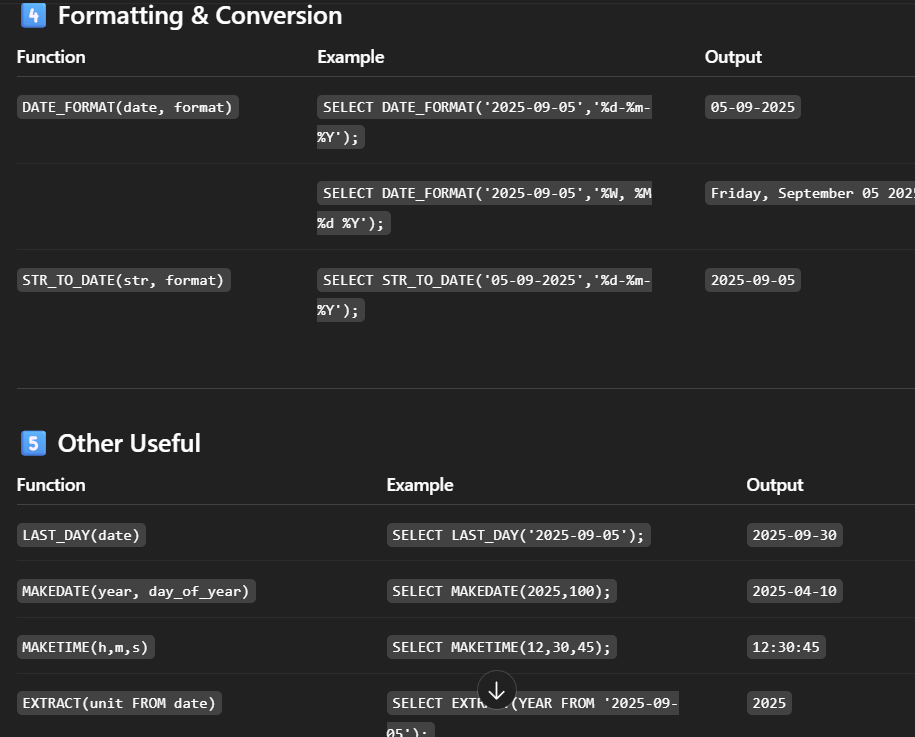 4 Formatting & Conversion
Function Example Output
DATE_FORMAT(date, format) SELECT DATE_FORMAT('2025-09-05','%d-%m- 05-09-2025
%Y');
SELECT DATE_FORMAT('2025-09-05','%W, %M Friday, September 05 202
%d %Y');
STR_TO_DATE(str, format) SELECT STR_TO_DATE('05-09-2025','%d-%m- 2025-09-05
%Y');
5 Other Useful
Function Example Output
LAST_DAY(date) SELECT LAST_DAY('2025-09-05'); 2025-09-30
MAKEDATE(year, day_of_year) SELECT MAKEDATE(2025,100); 2025-04-10
MAKETIME(h,m,s) SELECT MAKETIME(12,30,45); 12:30:45
EXTRACT(unit FROM date) SELECT (YEAR FROM '2025-09- 2025
05');